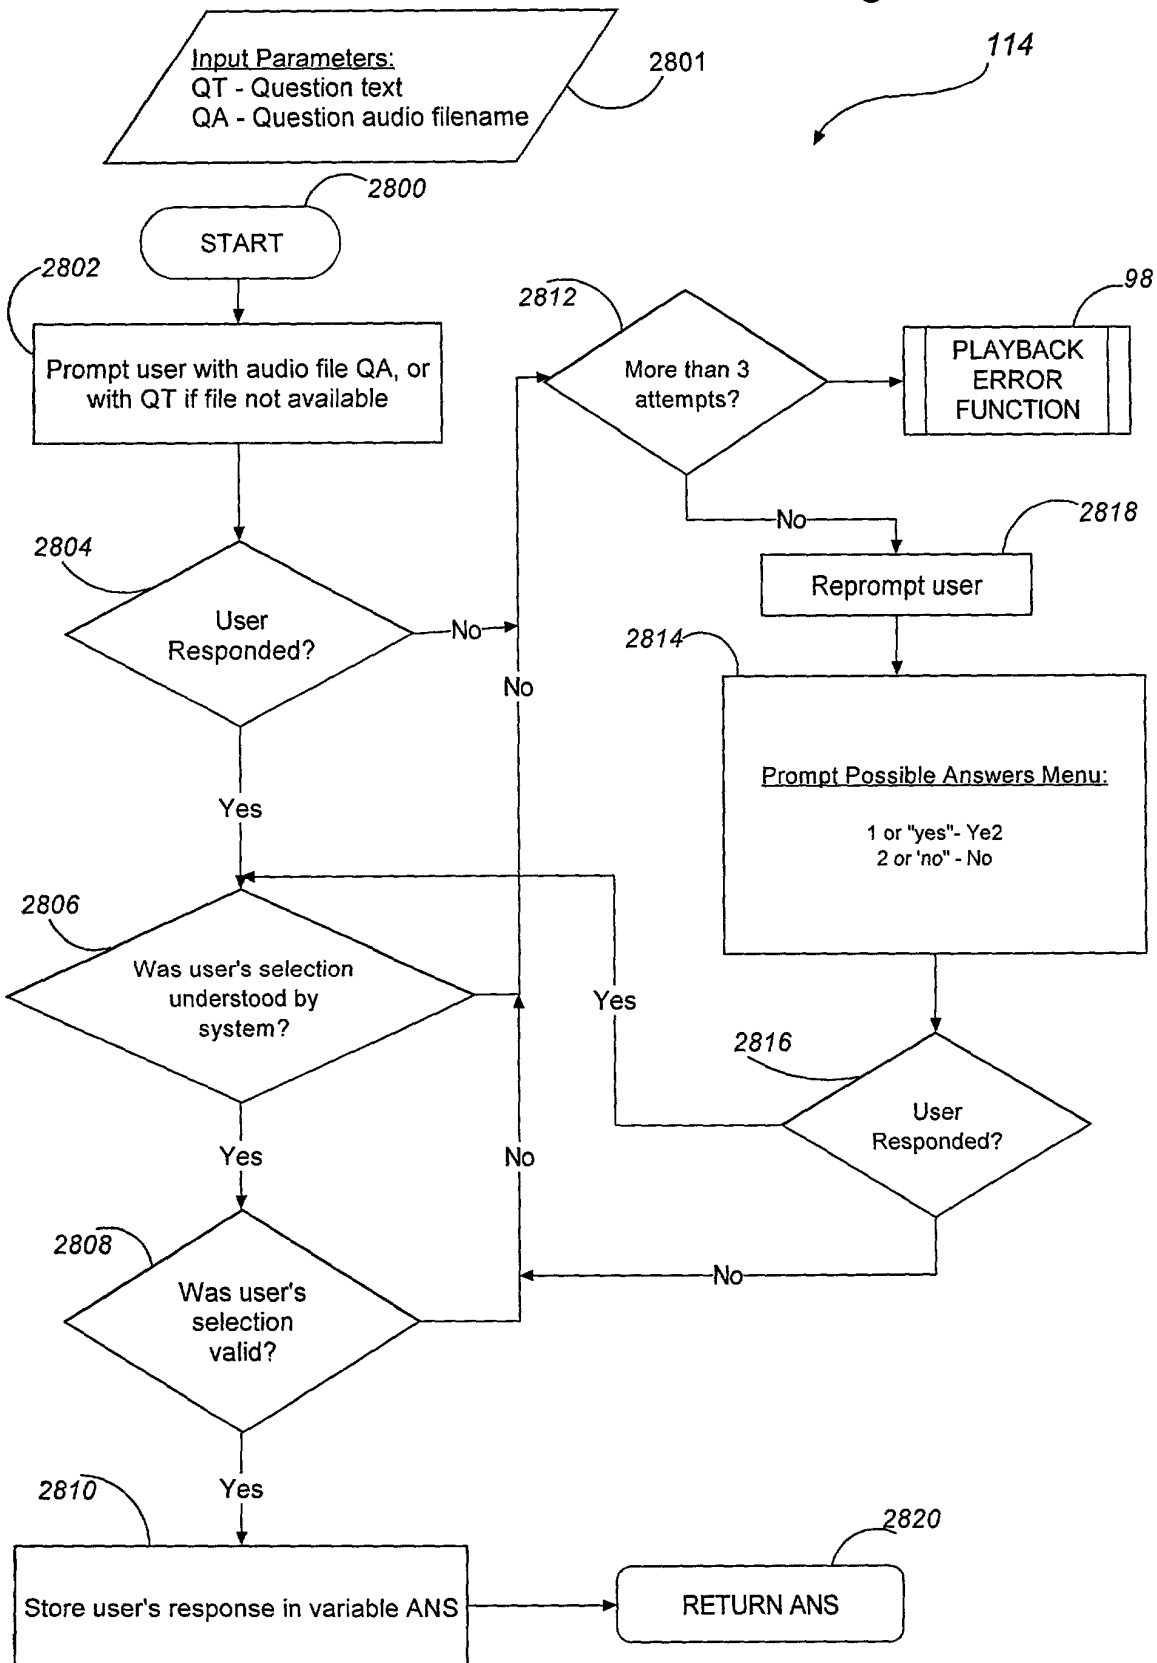 114
Input Parameters:
QT - Question text
QA - Question audio filename
2801
2800
START
2802
Prompt user with audio file QA, or
with QT if file not available
2812
More than 3
attempts?
98
PLAYBACK
ERROR
FUNCTION
No
2818
Reprompt user
2804
User
Responded?
No
No
2814
Prompt Possible Answers Menu:
1 or "yes"- Ye2
2 or 'no" - No
Yes
2806
Was user's selection
understood by
system?
Yes
2816
User
Responded?
Yes
No
No
2808
Was user's
selection
valid?
Yes
2810
Store user's response in variable ANS
2820
RETURN ANS